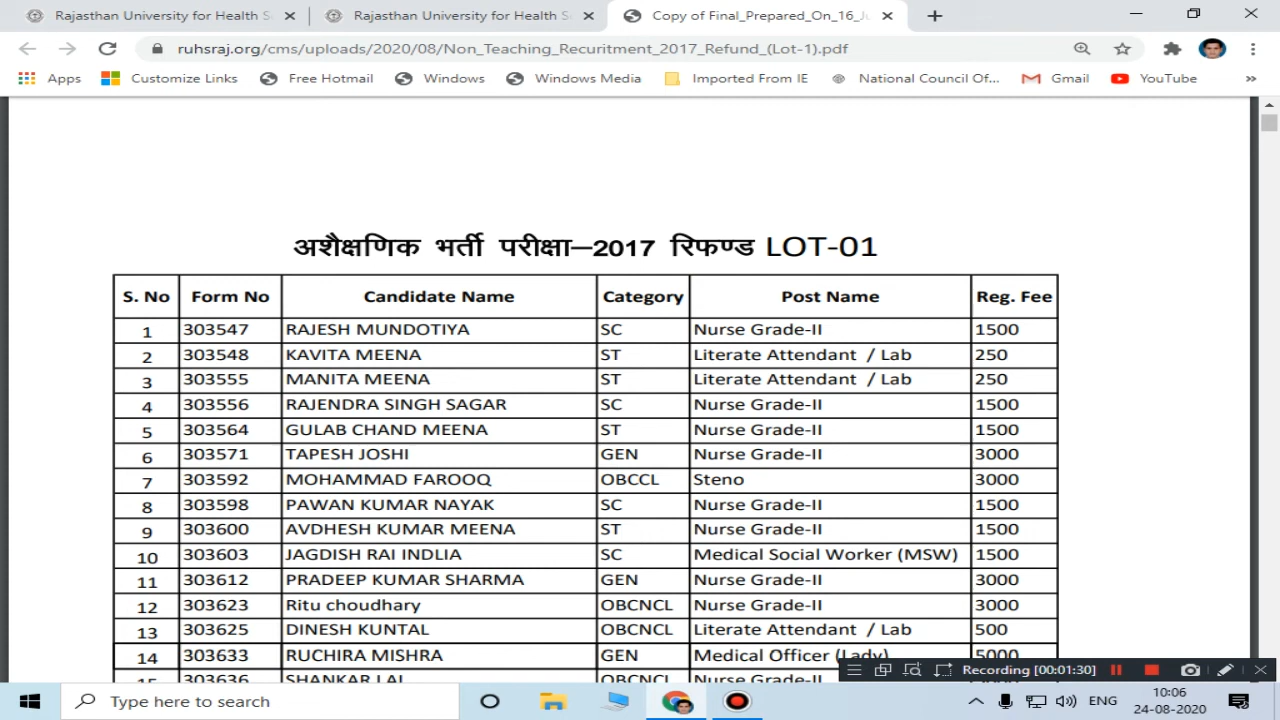 Rajasthan University for Health S
Rajasthan University for Health S
Copy of Final_Prepared_On_16_Ju
ruhsraj.org/cms/uploads/2020/08/Non_Teaching_Recuritment_2017_Refund_(Lot-1).pdf
Apps Customize Links Free Hotmail Windows Windows Media Imported From IE National Council Of... Gmail YouTube »
अशैक्षणिक भर्ती परीक्षा–2017 रिफण्ड LOT-01
S. No Form No Candidate Name Category Post Name Reg. Fee
1 303547 RAJESH MUNDOTIYA SC Nurse Grade-II 1500
2 303548 KAVITA MEENA ST Literate Attendant / Lab 250
3 303555 MANITA MEENA ST Literate Attendant / Lab 250
4 303556 RAJENDRA SINGH SAGAR SC Nurse Grade-II 1500
5 303564 GULAB CHAND MEENA ST Nurse Grade-II 1500
6 303571 TAPESH JOSHI GEN Nurse Grade-II 3000
7 303592 MOHAMMAD FAROOQ OBCCL Steno 3000
8 303598 PAWAN KUMAR NAYAK SC Nurse Grade-II 1500
9 303600 AVDHESH KUMAR MEENA ST Nurse Grade-II 1500
10 303603 JAGDISH RAI INDLIA SC Medical Social Worker (MSW) 1500
11 303612 PRADEEP KUMAR SHARMA GEN Nurse Grade-II 3000
12 303623 Ritu choudhary OBCNCL Nurse Grade-II 3000
13 303625 DINESH KUNTAL OBCNCL Literate Attendant / Lab 500
14 303633 RUCHIRA MISHRA GEN Medical Officer (Lady) 5000
15 303636 SHANKAR LAL OBCNCL
Recording [00:01:30]
Type here to search
ENG
10:06
24-08-2020